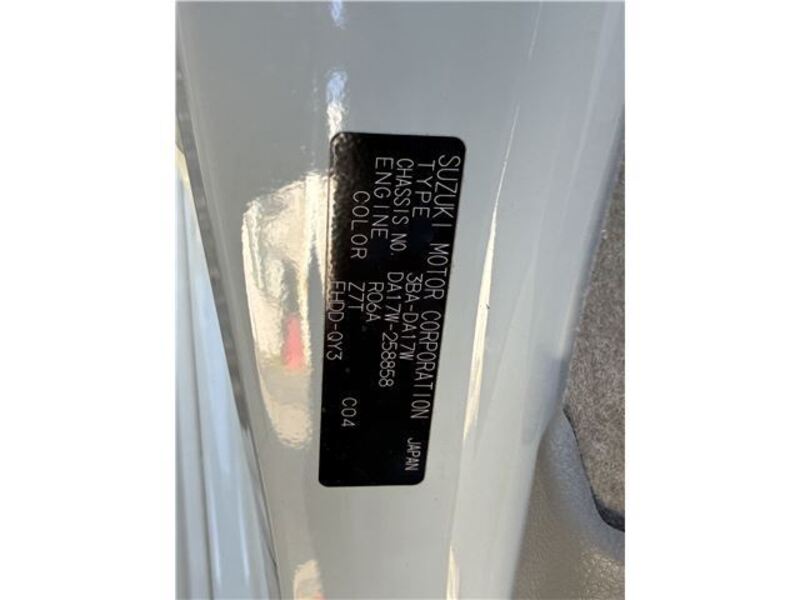 SUZUKI MOTOR CORPORATION JAPAN
TYPE 3BA-DA17W
CHASSIS NO. DA17W-258858
ENGINE R06A
COLOR Z7T C04
EHDD-QY3